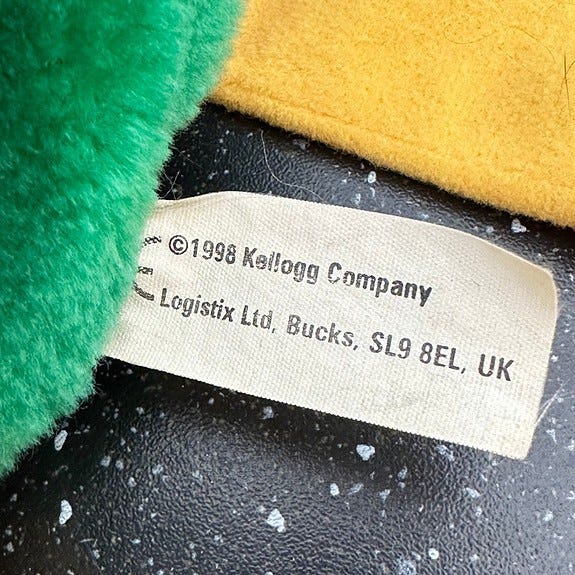 ©1998 Kellogg Company
Logistix Ltd, Bucks, SL9 8EL, UK